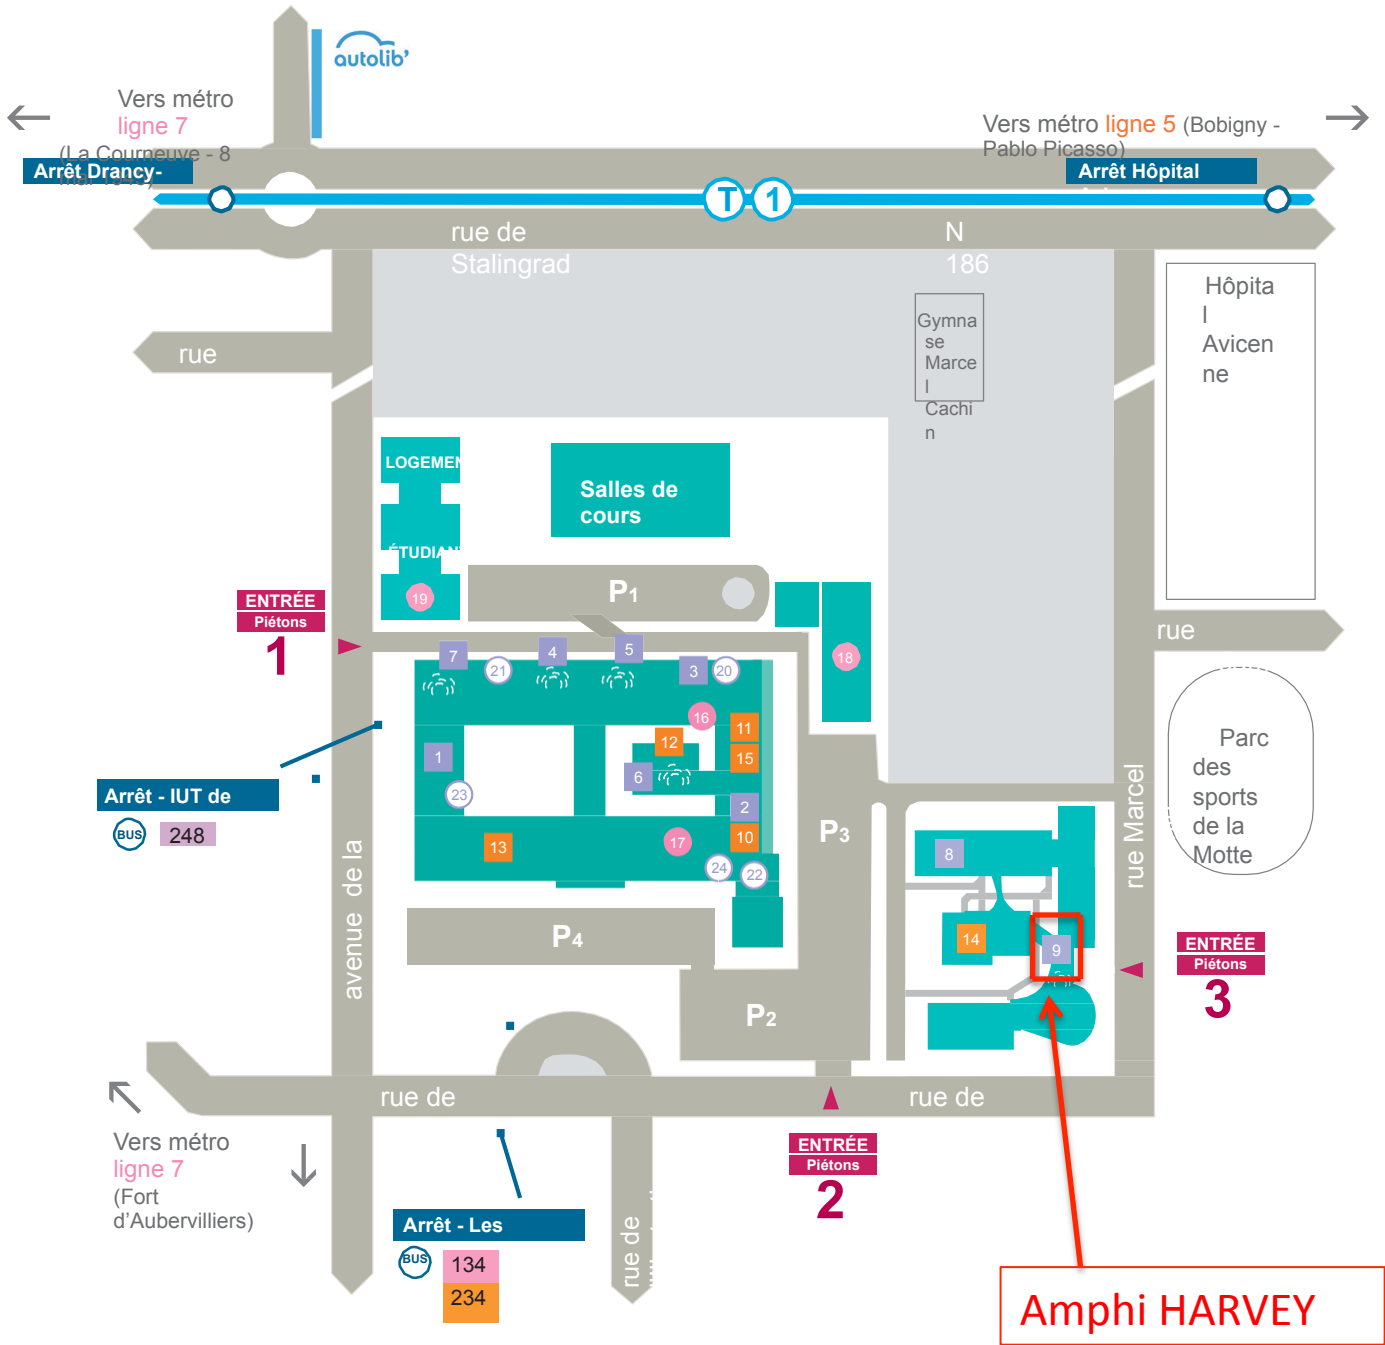 autolib'
Vers métro
ligne 7
(La Courneuve - 8
Arrêt Drancy-
Vers métro ligne 5 (Bobigny -
Pablo Picasso)
Arrêt Hôpital
T 1
rue de
Stalingrad
N
186
Hôpita
l
Avicen
ne
Gymna
se
Marce
l
Cachi
n
rue
LOGEMEN
ÉTUDIAN
19
Salles de
cours
P1
ENTRÉE
Piétons
1
rue
7
21
4
5
3
20
18
16
11
12
15
1
6
23
2
13
17
10
24
22
Arrêt - IUT de
BUS
248
avenue de la
P3
P4
P2
8
14
9
rue Marcel
Parc
des
sports
de la
Motte
ENTRÉE
Piétons
3
rue de
rue de
Vers métro
ligne 7
(Fort
d'Aubervilliers)
ENTRÉE
Piétons
2
Arrêt - Les
BUS
134
234
rue de
Amphi HARVEY